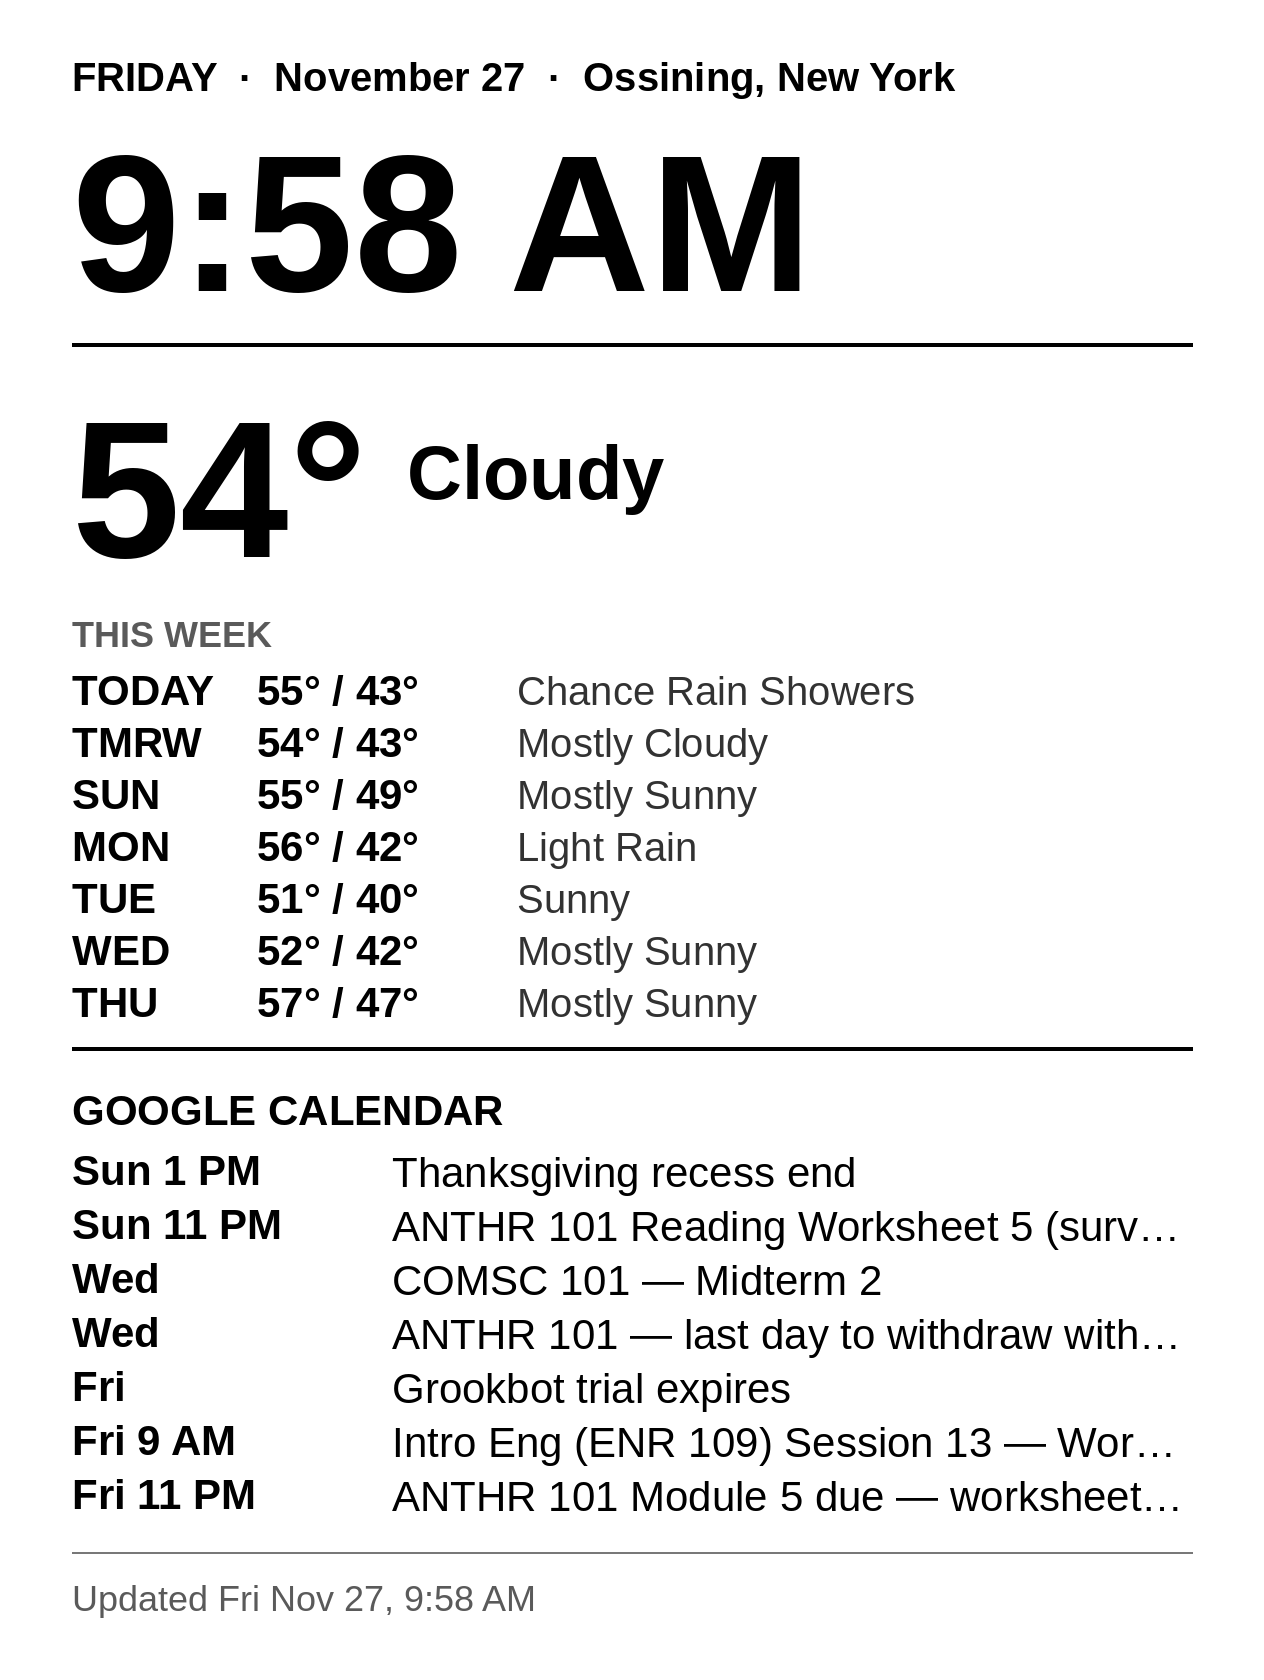 FRIDAY · November 27 · Ossining, New York
9:58 AM
54° Cloudy
THIS WEEK
TODAY 55° / 43° Chance Rain Showers
TMRW 54° / 43° Mostly Cloudy
SUN 55° / 49° Mostly Sunny
MON 56° / 42° Light Rain
TUE 51° / 40° Sunny
WED 52° / 42° Mostly Sunny
THU 57° / 47° Mostly Sunny
GOOGLE CALENDAR
Sun 1 PM Thanksgiving recess end
Sun 11 PM ANTHR 101 Reading Worksheet 5 (surv…
Wed COMSC 101 — Midterm 2
Wed ANTHR 101 — last day to withdraw with…
Fri Grookbot trial expires
Fri 9 AM Intro Eng (ENR 109) Session 13 — Wor…
Fri 11 PM ANTHR 101 Module 5 due — worksheet…
Updated Fri Nov 27, 9:58 AM